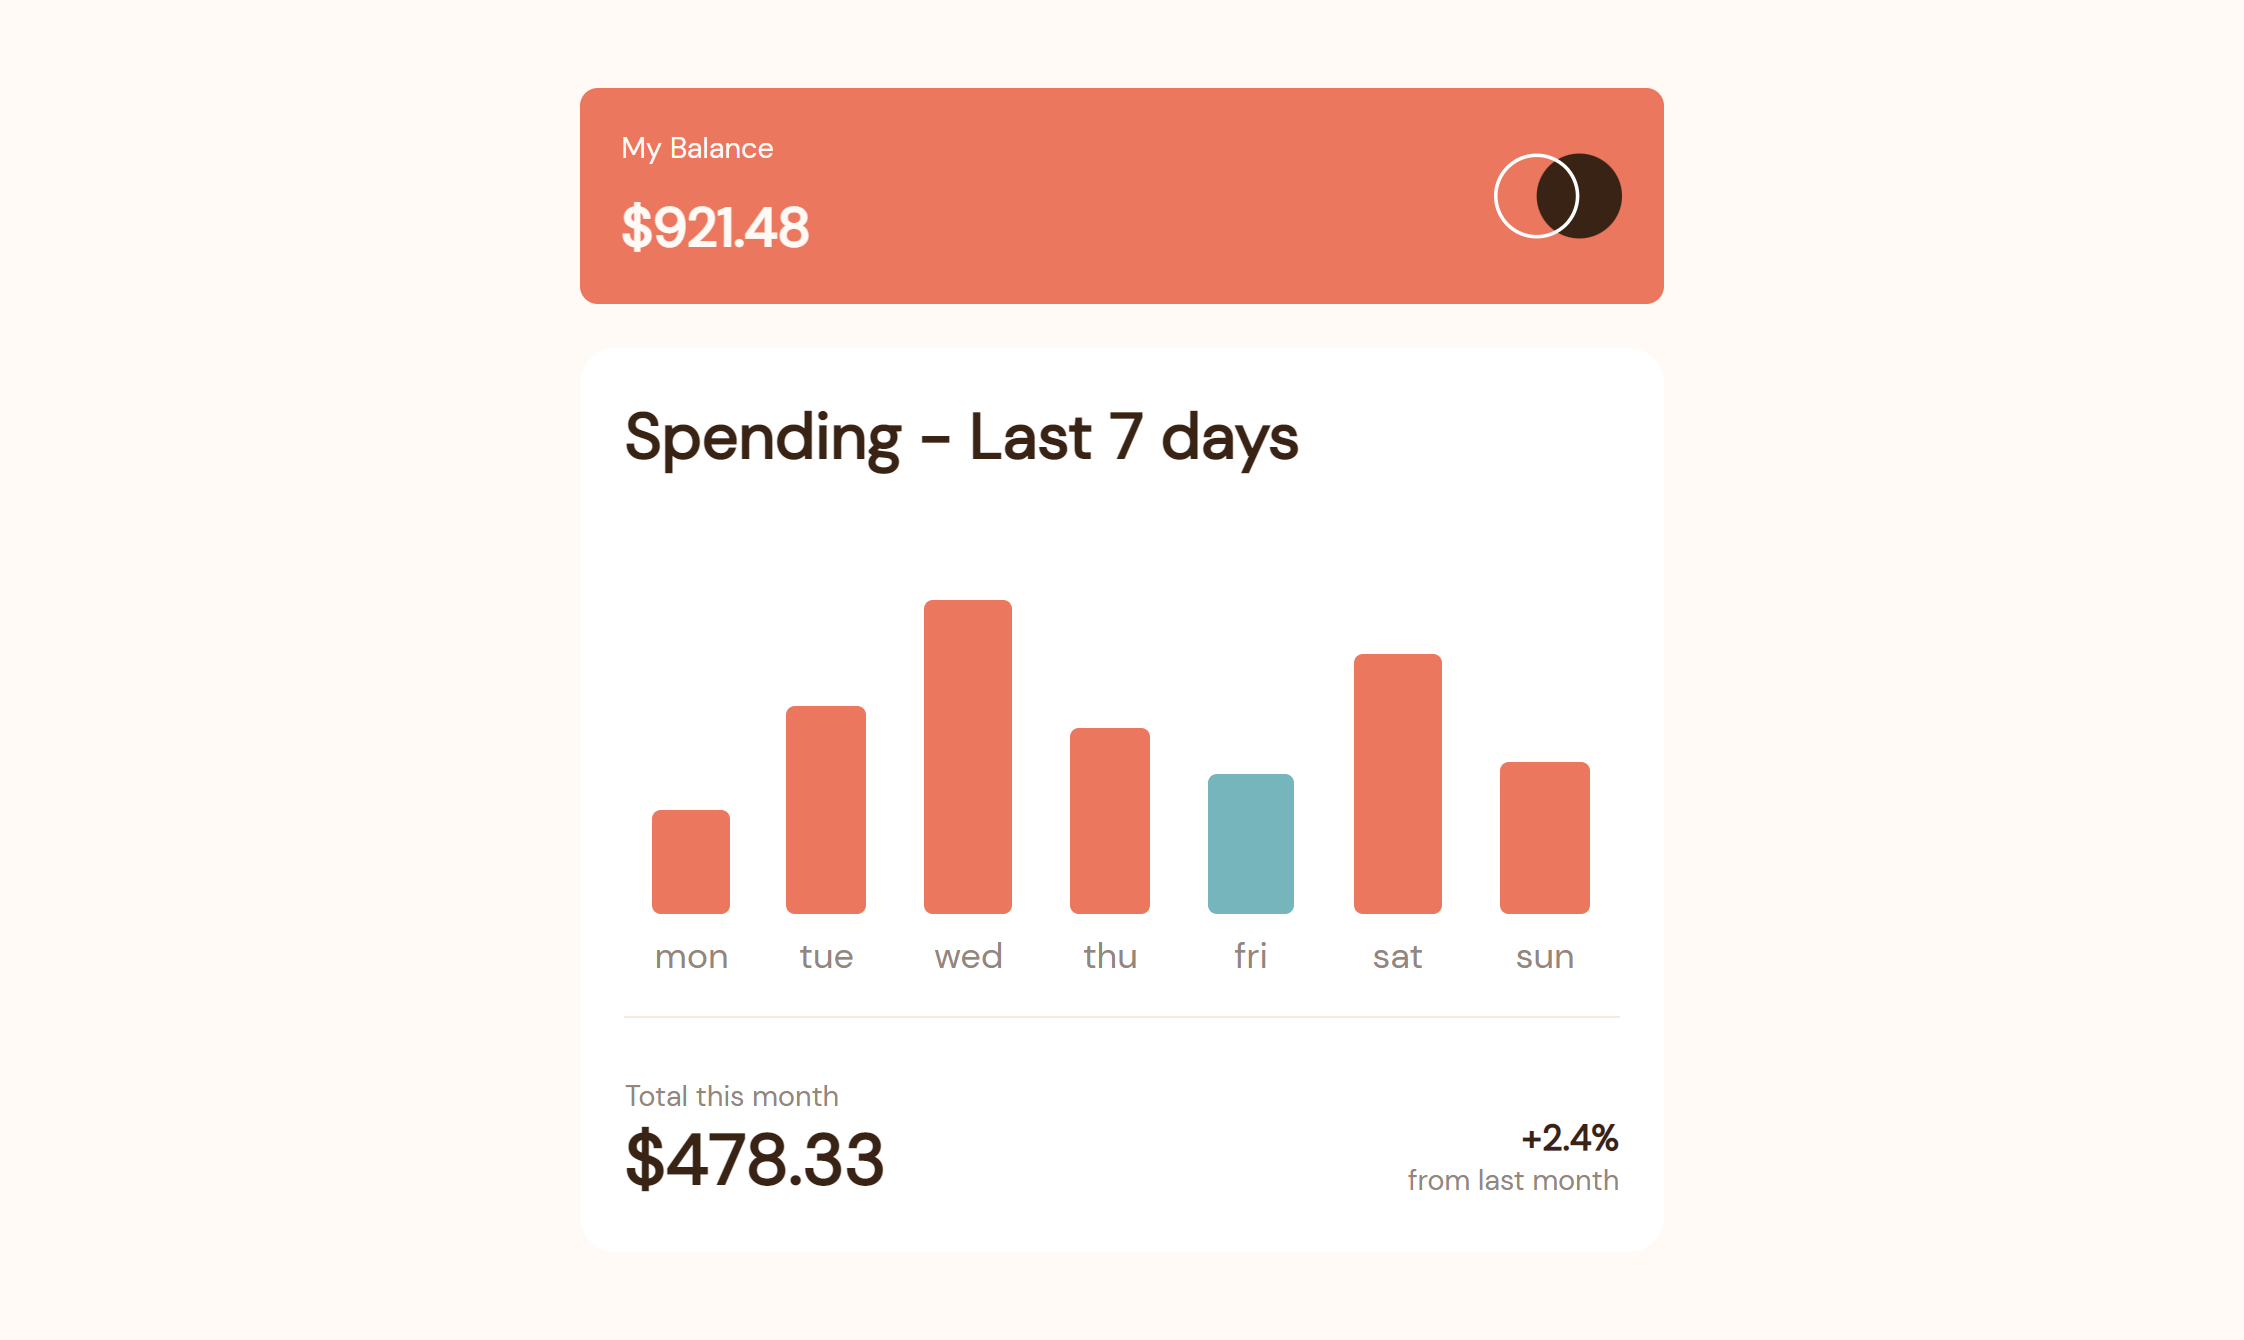 My Balance
$921.48
Spending - Last 7 days
mon tue wed thu fri sat sun
Total this month
$478.33
+2.4%
from last month